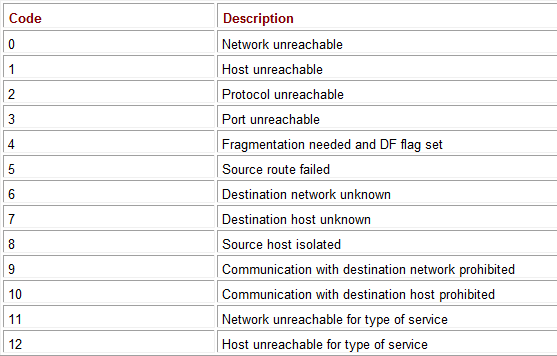 Code Description
0 Network unreachable
1 Host unreachable
2 Protocol unreachable
3 Port unreachable
4 Fragmentation needed and DF flag set
5 Source route failed
6 Destination network unknown
7 Destination host unknown
8 Source host isolated
9 Communication with destination network prohibited
10 Communication with destination host prohibited
11 Network unreachable for type of service
12 Host unreachable for type of service